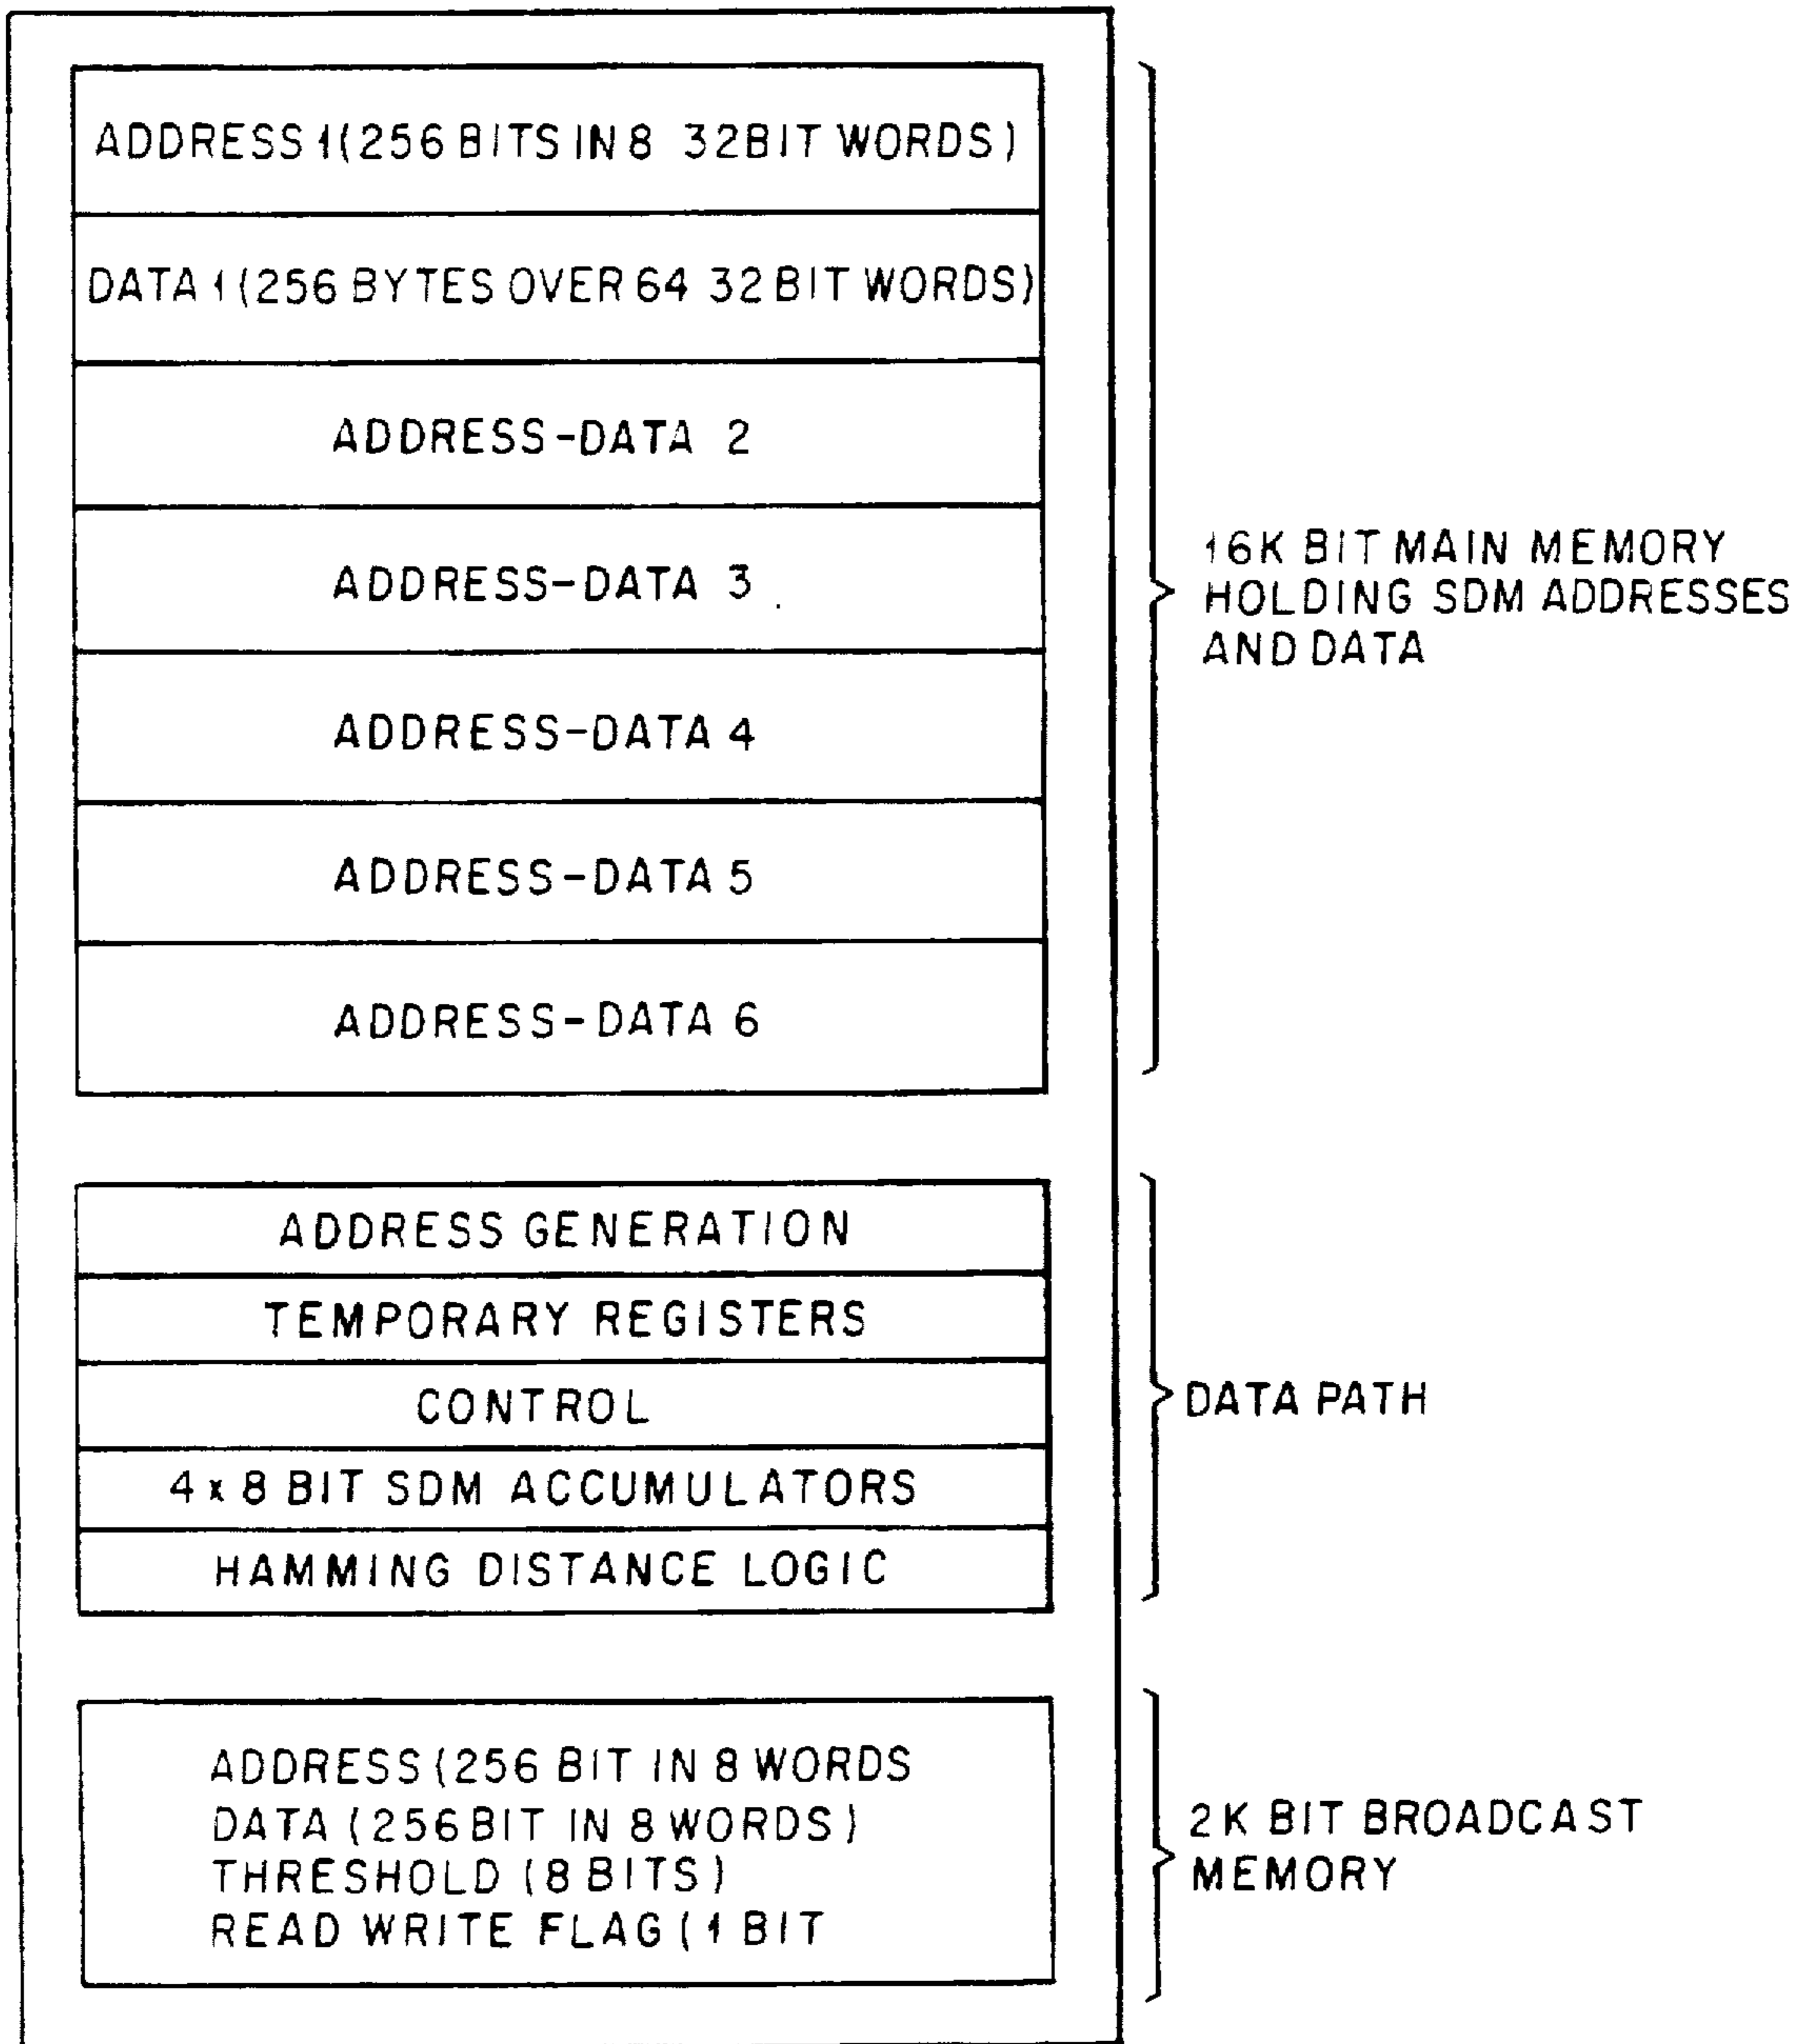 ADDRESS 1(256 BITS IN 8 32BIT WORDS)
DATA 1(256 BYTES OVER 64 32 BIT WORDS)
ADDRESS-DATA 2
ADDRESS-DATA 3
ADDRESS-DATA 4
ADDRESS-DATA 5
ADDRESS-DATA 6
16K BIT MAIN MEMORY
HOLDING SDM ADDRESSES
AND DATA
ADDRESS GENERATION
TEMPORARY REGISTERS
CONTROL
4 x 8 BIT SDM ACCUMULATORS
HAMMING DISTANCE LOGIC
DATA PATH
ADDRESS (256 BIT IN 8 WORDS
DATA (256 BIT IN 8 WORDS)
THRESHOLD (8 BITS)
READ WRITE FLAG (1 BIT
2K BIT BROADCAST
MEMORY